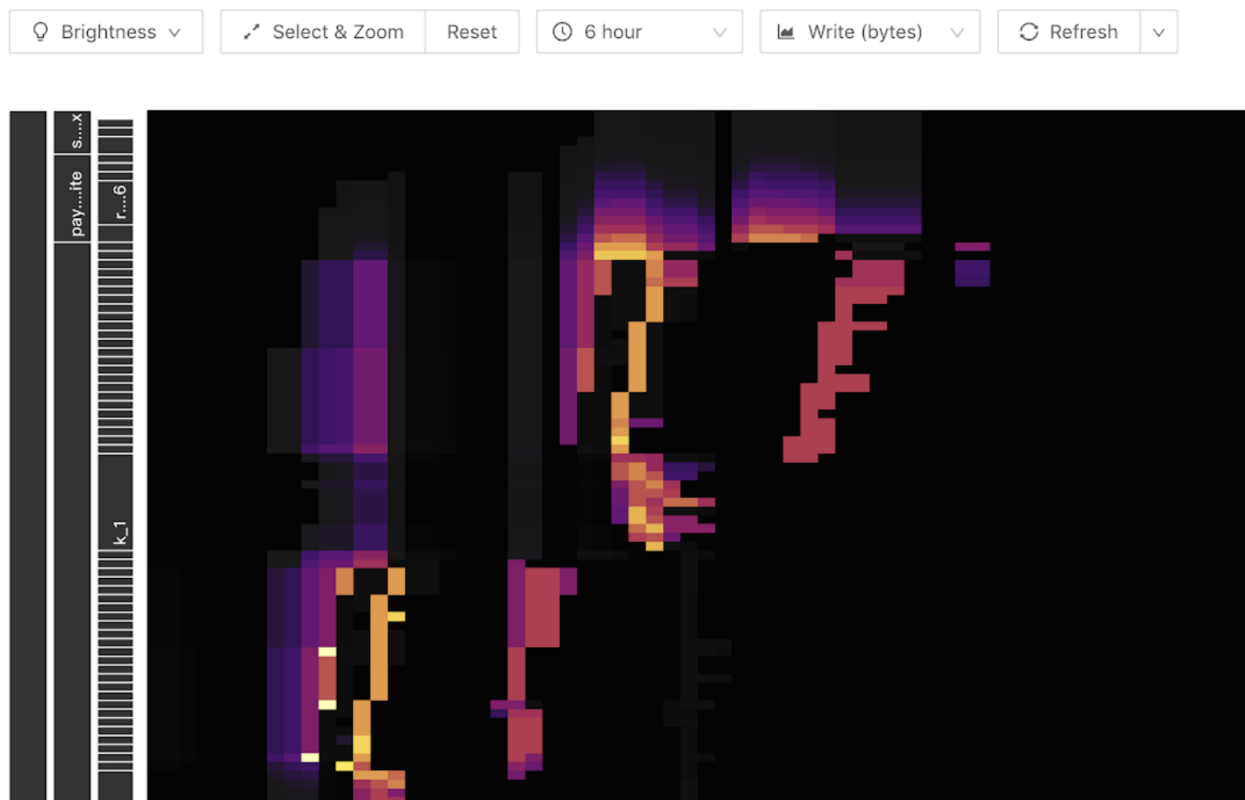 Brightness
Select & Zoom
Reset
6 hour
Write (bytes)
Refresh
s....x
pay....ite
r....6
k_1